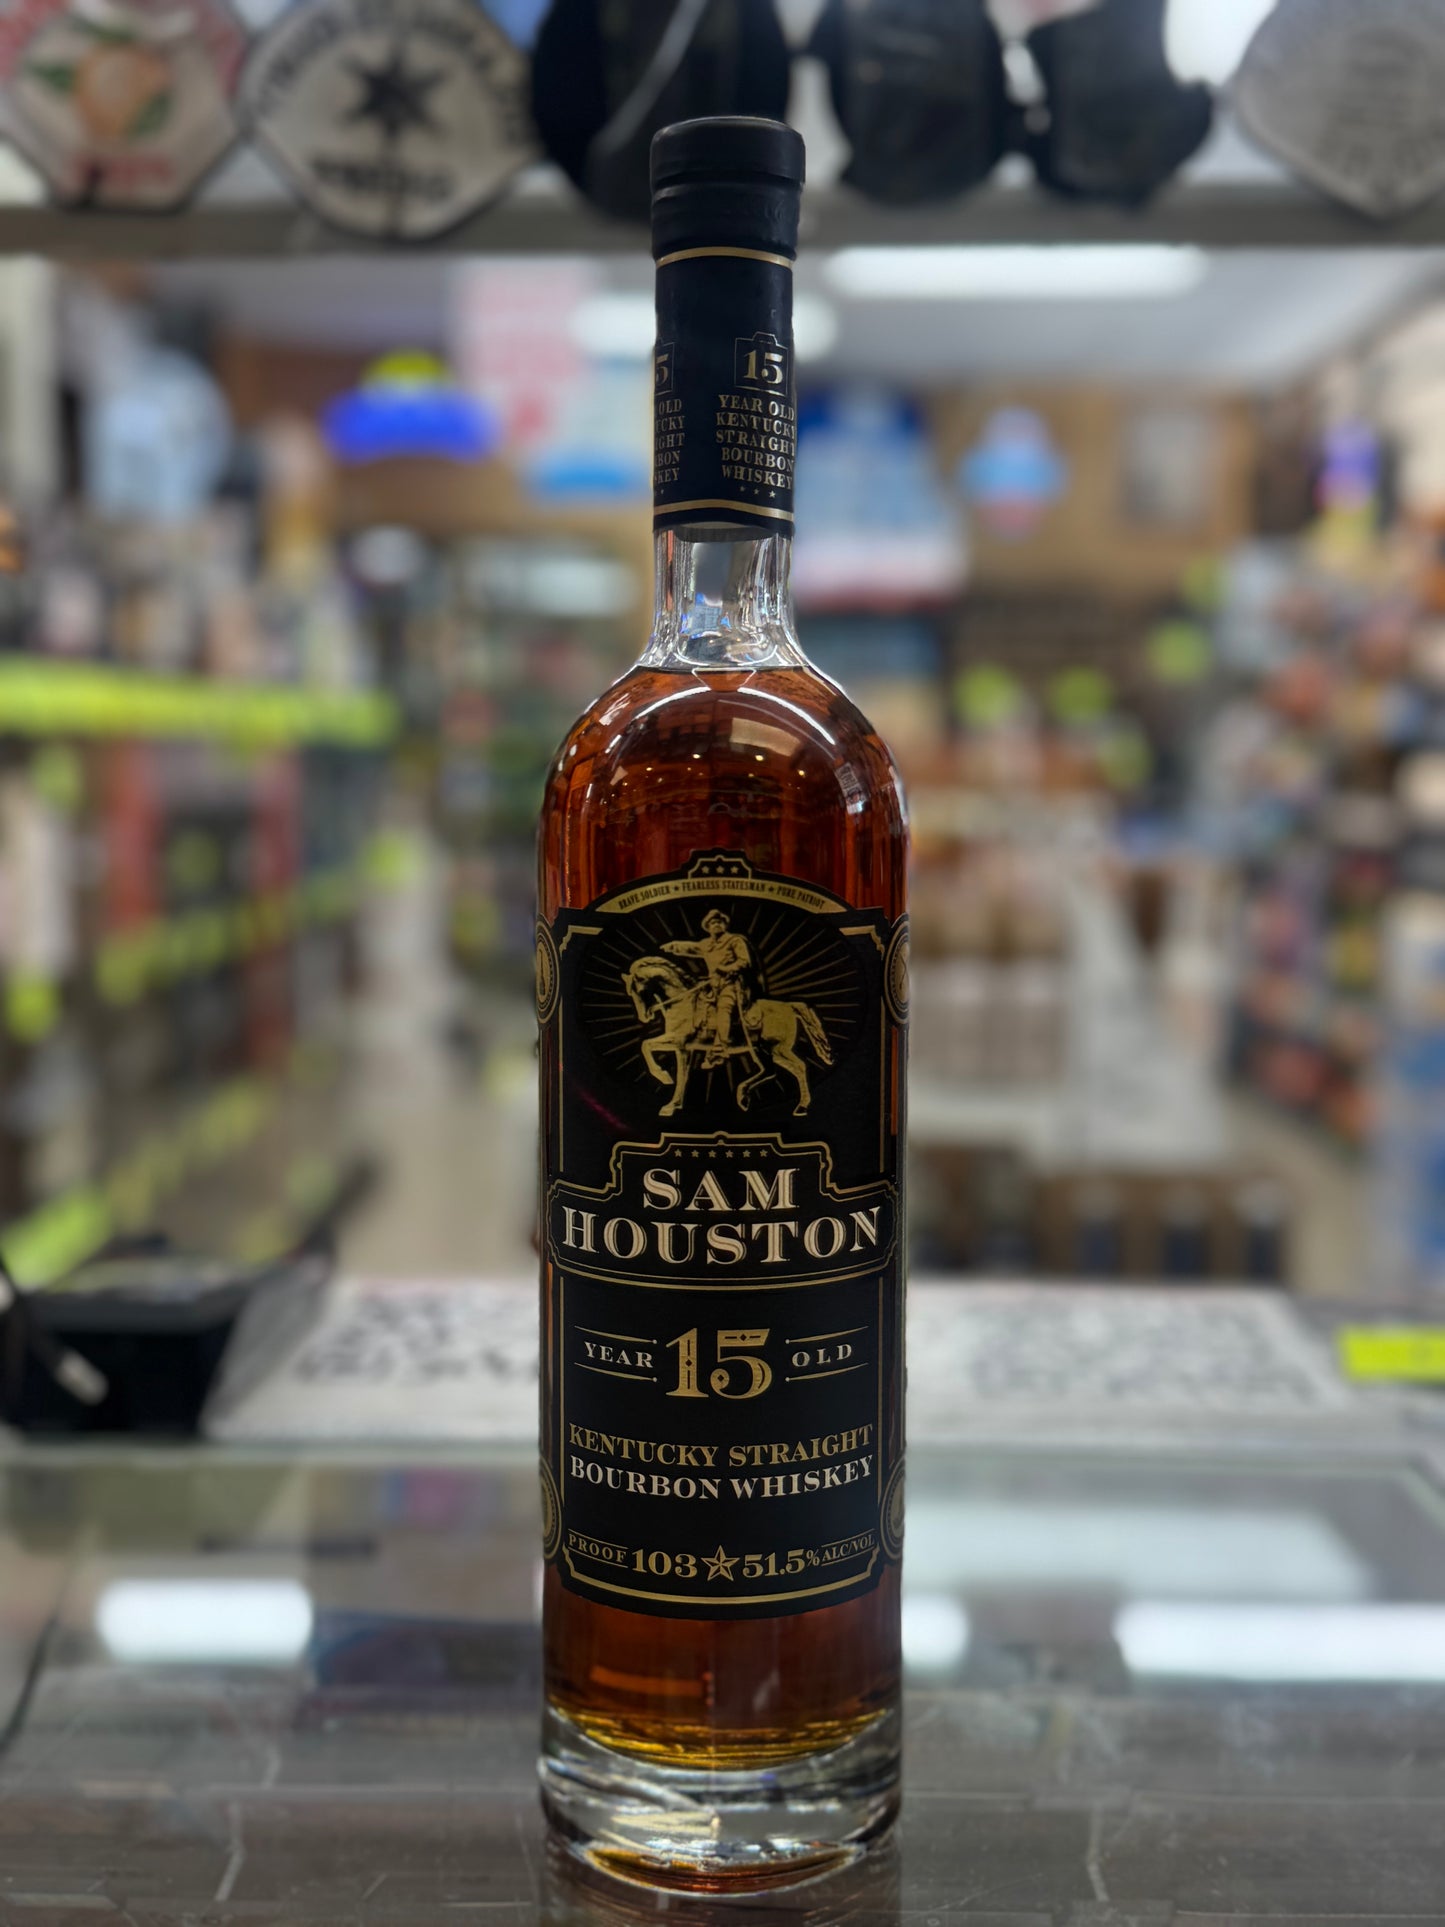 15
YEAR OLD
KENTUCKY
STRAIGHT
BOURBON
WHISKEY
BRAVE SOLDIER ★ FEARLESS STATESMAN ★ PURE PATRIOT
SAM
HOUSTON
YEAR 15 OLD
KENTUCKY STRAIGHT
BOURBON WHISKEY
PROOF 103 ★ 51.5% ALC/VOL